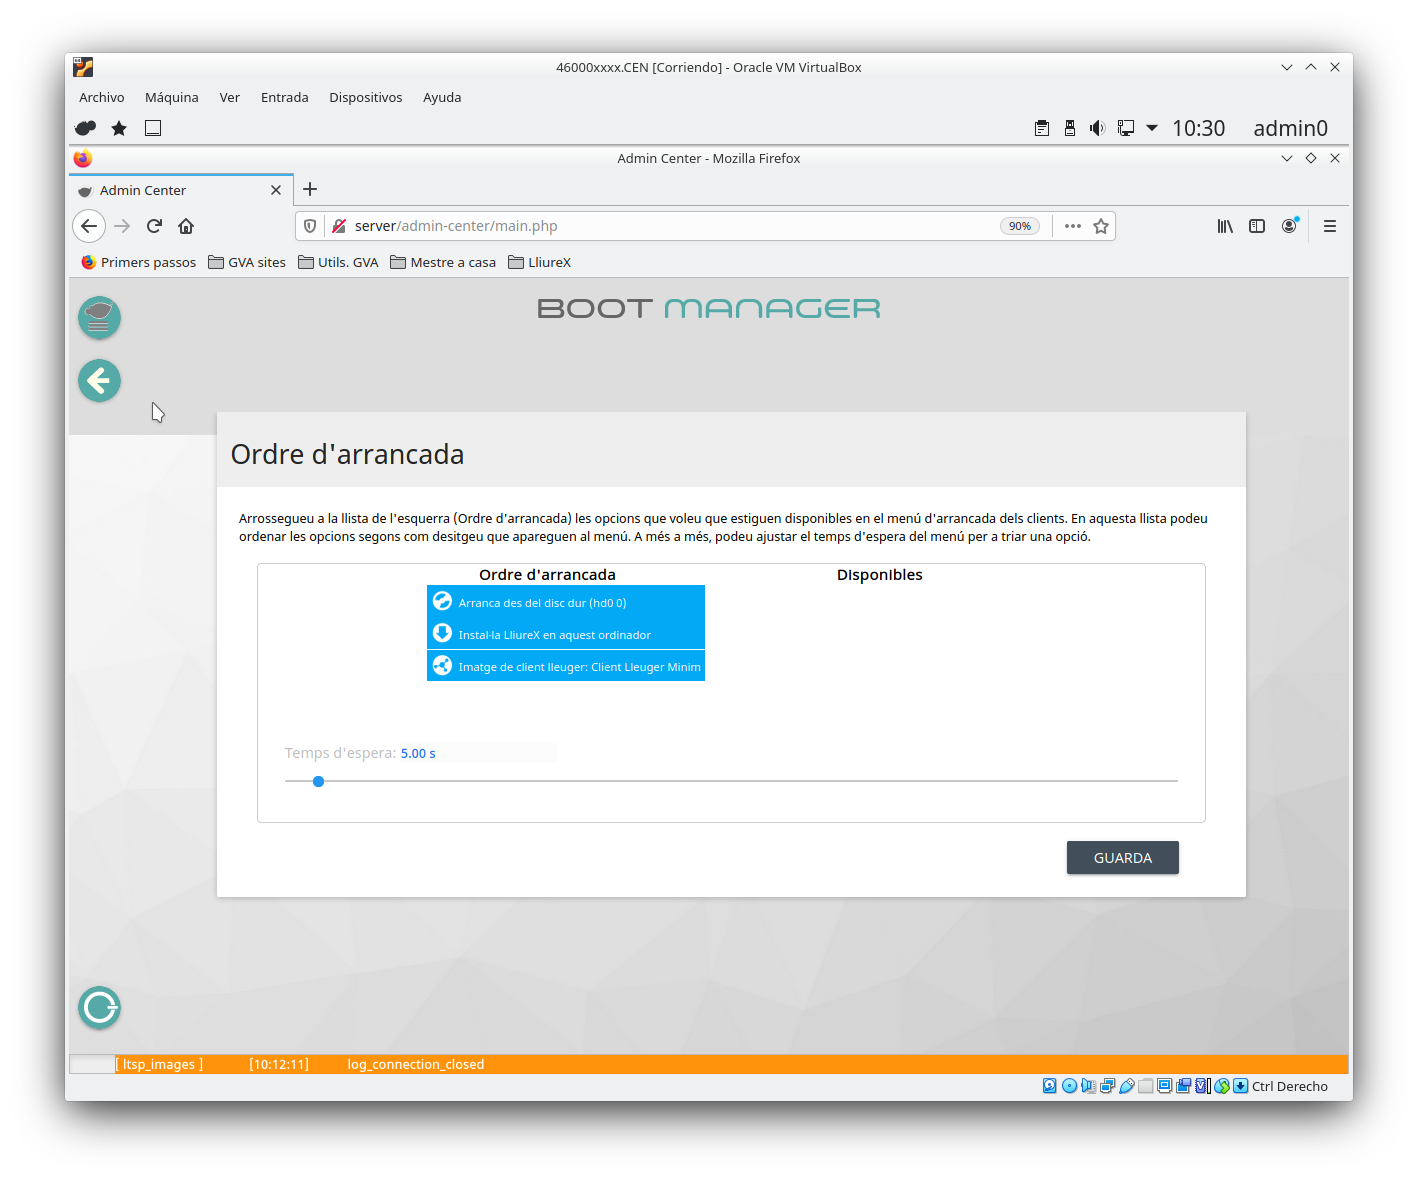 46000xxxx.CEN [Corriendo] - Oracle VM VirtualBox
Archivo Máquina Ver Entrada Dispositivos Ayuda
10:30 admin0
Admin Center - Mozilla Firefox
Admin Center
server/admin-center/main.php 90%
Primers passos GVA sites Utils. GVA Mestre a casa LliureX
BOOT MANAGER
Ordre d'arrancada
Arrossegueu a la llista de l'esquerra (Ordre d'arrancada) les opcions que voleu que estiguen disponibles en el menú d'arrancada dels clients. En aquesta llista podeu
ordenar les opcions segons com desitgeu que apareguen al menú. A més a més, podeu ajustar el temps d'espera del menú per a triar una opció.
Ordre d'arrancada Disponibles
Arranca des del disc dur (hd0 0)
Instal·la LliureX en aquest ordinador
Imatge de client lleuger: Client Lleuger Minim
Temps d'espera: 5.00 s
GUARDA
[ ltsp_images ] [10:12:11] log_connection_closed
Ctrl Derecho